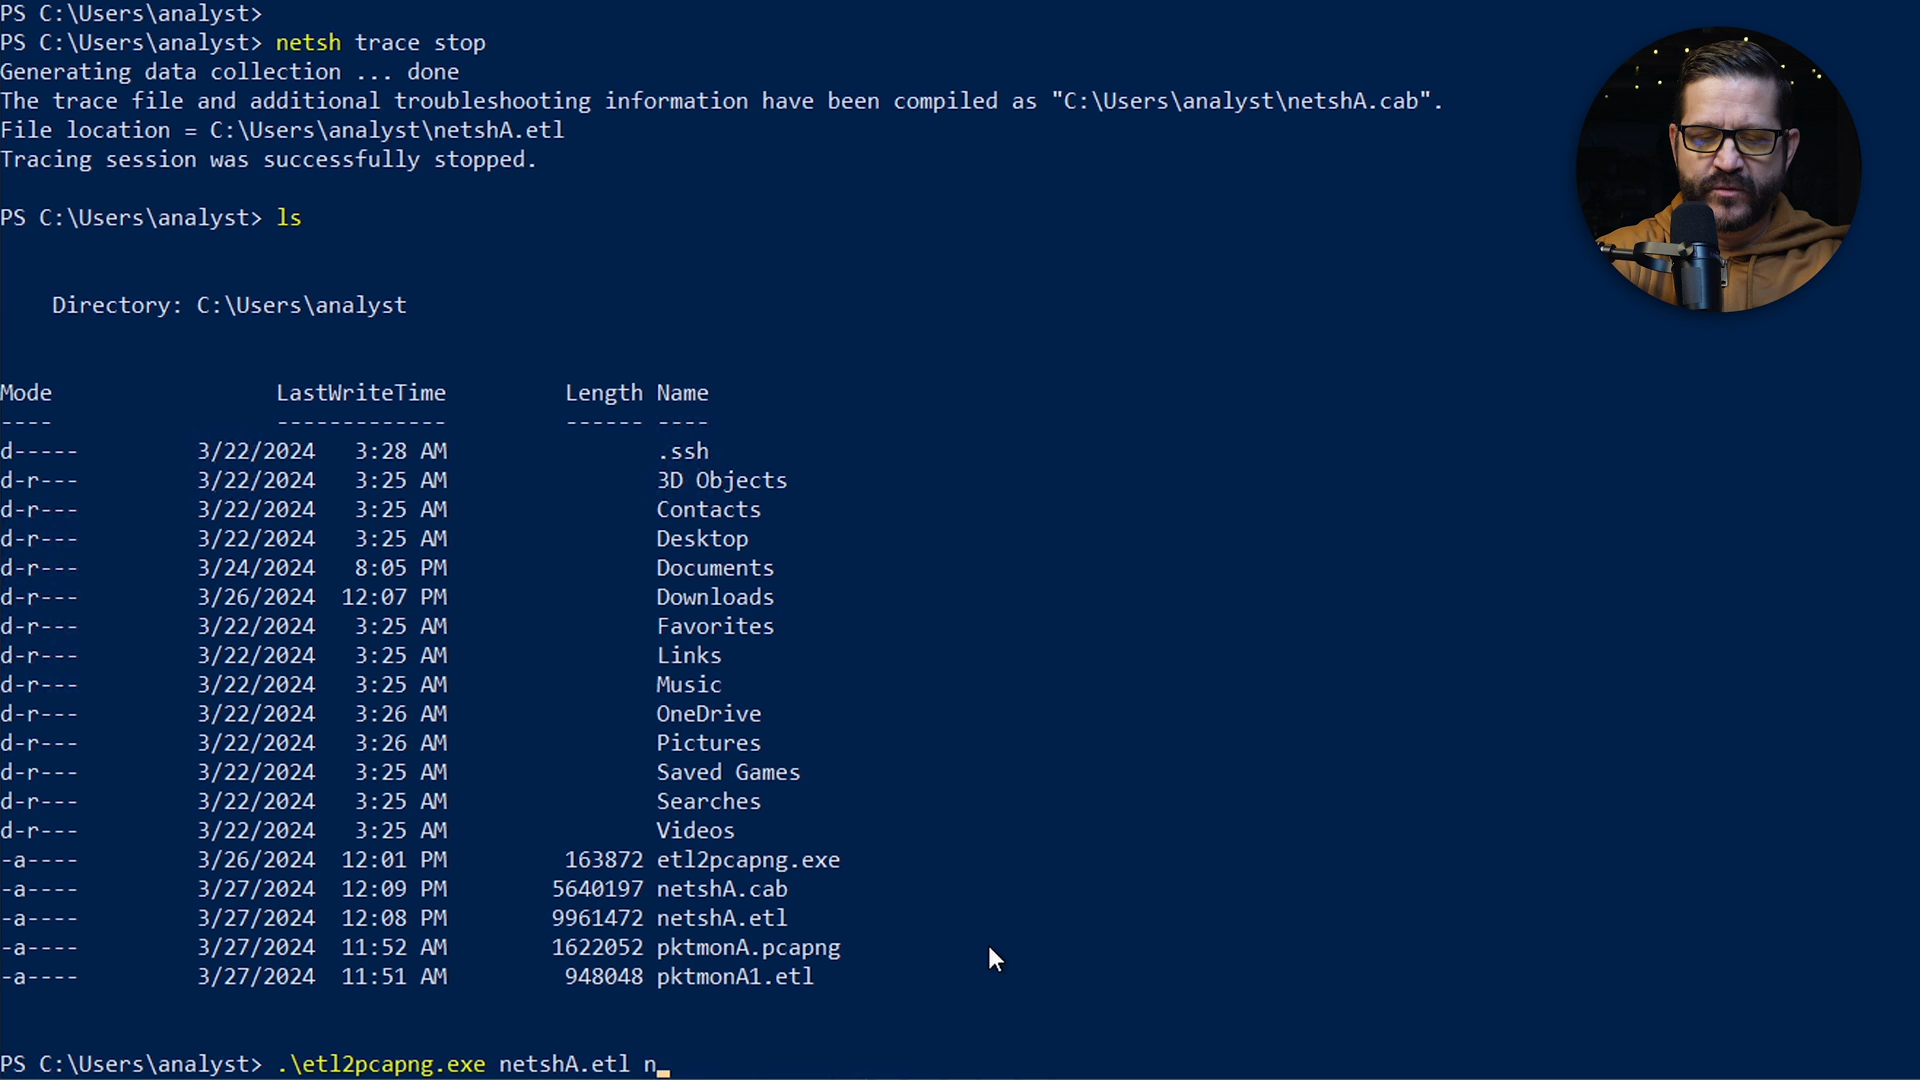 PS C:\Users\analyst>
PS C:\Users\analyst> netsh trace stop
Generating data collection ... done
The trace file and additional troubleshooting information have been compiled as "C:\Users\analyst\netshA.cab".
File location = C:\Users\analyst\netshA.etl
Tracing session was successfully stopped.
PS C:\Users\analyst> ls
Directory: C:\Users\analyst
Mode LastWriteTime Length Name
---- ------------- ------ ----
d----- 3/22/2024 3:28 AM .ssh
d-r--- 3/22/2024 3:25 AM 3D Objects
d-r--- 3/22/2024 3:25 AM Contacts
d-r--- 3/22/2024 3:25 AM Desktop
d-r--- 3/24/2024 8:05 PM Documents
d-r--- 3/26/2024 12:07 PM Downloads
d-r--- 3/22/2024 3:25 AM Favorites
d-r--- 3/22/2024 3:25 AM Links
d-r--- 3/22/2024 3:25 AM Music
d-r--- 3/22/2024 3:26 AM OneDrive
d-r--- 3/22/2024 3:26 AM Pictures
d-r--- 3/22/2024 3:25 AM Saved Games
d-r--- 3/22/2024 3:25 AM Searches
d-r--- 3/22/2024 3:25 AM Videos
-a---- 3/26/2024 12:01 PM 163872 etl2pcapng.exe
-a---- 3/27/2024 12:09 PM 5640197 netshA.cab
-a---- 3/27/2024 12:08 PM 9961472 netshA.etl
-a---- 3/27/2024 11:52 AM 1622052 pktmonA.pcapng
-a---- 3/27/2024 11:51 AM 948048 pktmonA1.etl
PS C:\Users\analyst> .\etl2pcapng.exe netshA.etl n_